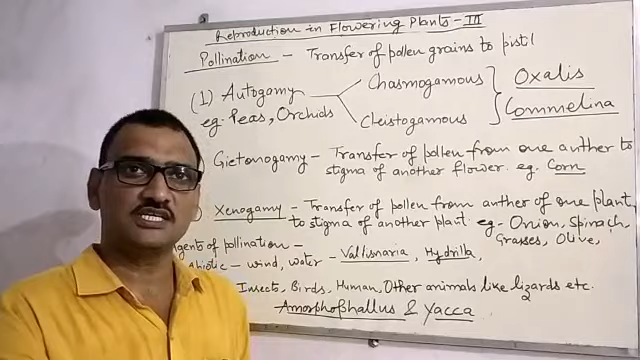 Reproduction in Flowering Plants - III
Pollination - Transfer of pollen grains to pistil
(1) Autogamy
Chasmogamous
Cleistogamous
Oxalis
Commelina
eg. Peas, Orchids
Gietonogamy - Transfer of pollen from one anther to
stigma of another flower. eg. Corn
) Xenogamy - Transfer of pollen from anther of one plant
to stigma of another plant. eg - Onion, Spinach,
Grasses, Olive,
gents of pollination -
Abiotic - wind, water - Vallisnaria, Hydrilla,
Insects, Birds, Human, Other animals like lizards etc.
Amorphophallus & Yacca